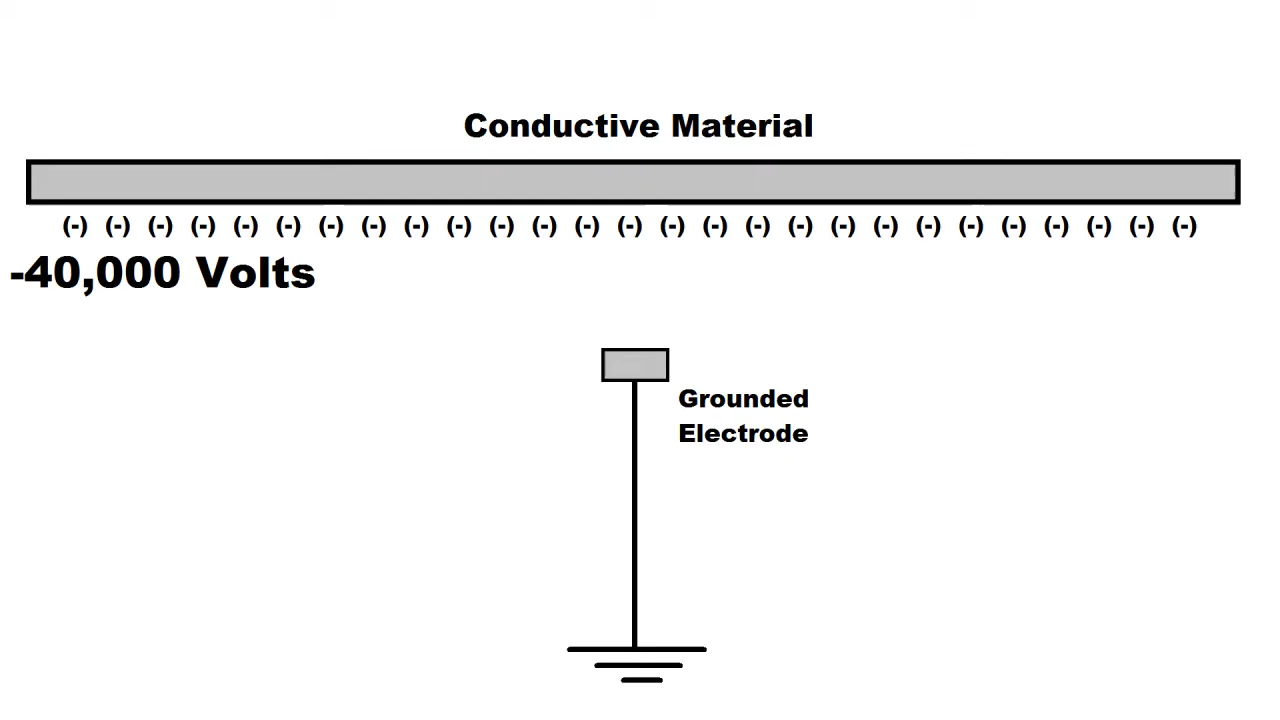 Conductive Material
(-) (-) (-) (-) (-) (-) (-) (-) (-) (-) (-) (-) (-) (-) (-) (-) (-) (-) (-) (-) (-) (-) (-) (-) (-) (-) (-)
-40,000 Volts
Grounded
Electrode